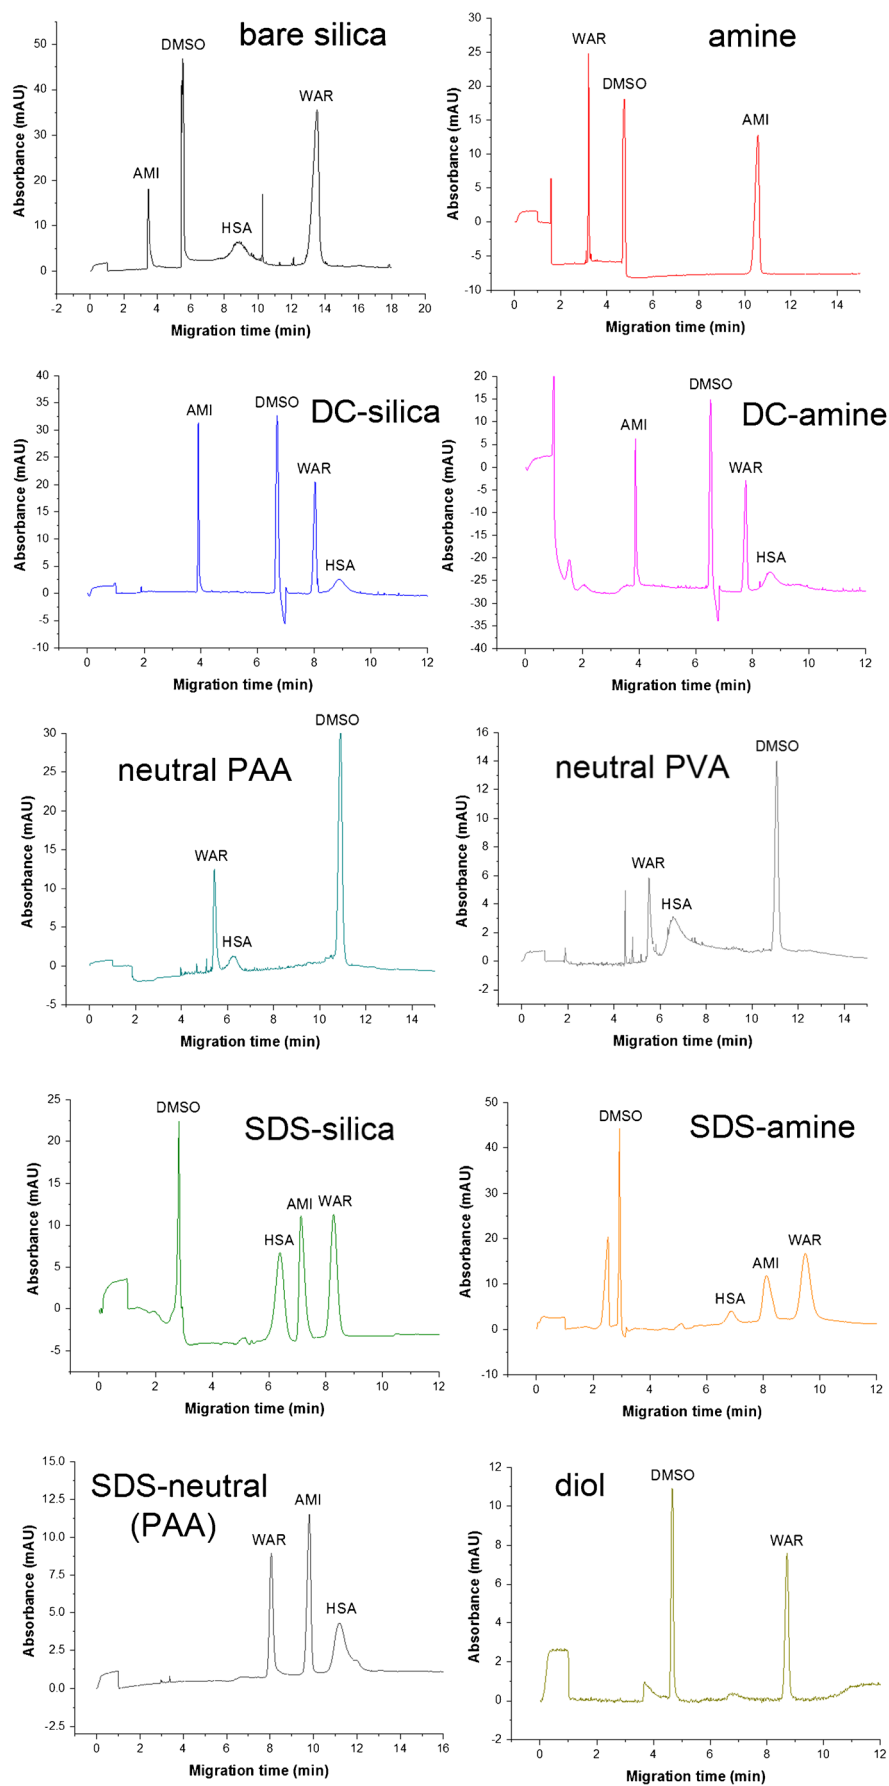 bare silica
DMSO
WAR
AMI
HSA
50
40
30
20
10
0
Absorbance (mAU)
-2 0 2 4 6 8 10 12 14 16 18 20
Migration time (min)
amine
WAR
DMSO
AMI
30
25
20
15
10
5
0
-5
-10
Absorbance (mAU)
0 2 4 6 8 10 12 14
Migration time (min)
DC-silica
AMI
DMSO
WAR
HSA
40
35
30
25
20
15
10
5
0
-5
-10
Absorbance (mAU)
0 2 4 6 8 10 12
Migration time (min)
DC-amine
DMSO
AMI
WAR
HSA
20
15
10
5
0
-5
-10
-15
-20
-25
-30
-35
-40
Absorbance (mAU)
0 2 4 6 8 10 12
Migration time (min)
neutral PAA
DMSO
WAR
HSA
30
25
20
15
10
5
0
-5
Absorbance (mAU)
0 2 4 6 8 10 12 14
Migration time (min)
neutral PVA
DMSO
WAR
HSA
16
14
12
10
8
6
4
2
0
-2
Absorbance (mAU)
0 2 4 6 8 10 12 14
Migration time (min)
SDS-silica
DMSO
HSA
AMI
WAR
25
20
15
10
5
0
-5
Absorbance (mAU)
0 2 4 6 8 10 12
Migration time (min)
SDS-amine
DMSO
HSA
AMI
WAR
50
40
30
20
10
0
-10
Absorbance (mAU)
0 2 4 6 8 10 12
Migration time (min)
SDS-neutral
(PAA)
WAR
AMI
HSA
15.0
12.5
10.0
7.5
5.0
2.5
0.0
-2.5
Absorbance (mAU)
0 2 4 6 8 10 12 14 16
Migration time (min)
diol
DMSO
WAR
12
10
8
6
4
2
0
-2
Absorbance (mAU)
0 2 4 6 8 10 12
Migration time (min)